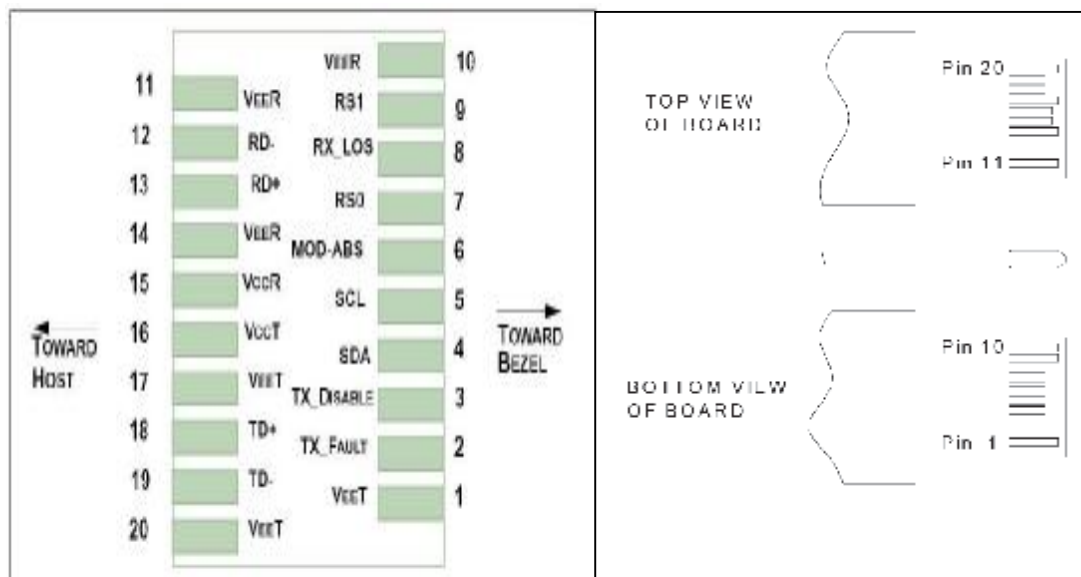 11 VEER
12 RD-
13 RD+
14 VEER
15 VCCR
16 VCCT
17 VEET
18 TD+
19 TD-
20 VEET
VEER 10
RS1 9
RX_LOS 8
RS0 7
MOD-ABS 6
SCL 5
SDA 4
TX_DISABLE 3
TX_FAULT 2
VEET 1
TOWARD
HOST
TOWARD
BEZEL
TOP VIEW
OF BOARD
Pin 20
Pin 11
BOTTOM VIEW
OF BOARD
Pin 10
Pin 1